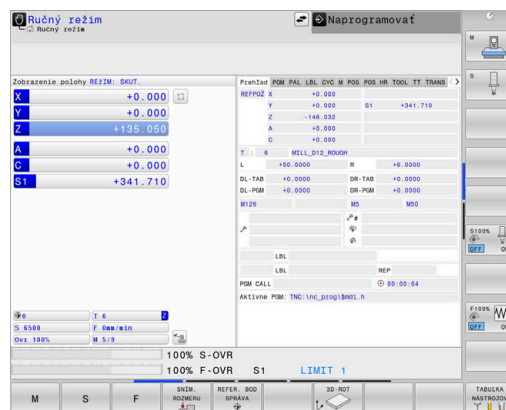 Ručný režim
Ručný režim
Naprogramovať
Zobrazenie polohy REŽIM: SKUT.
X +0.000
Y +0.000
Z +135.050
A +0.000
C +0.000
S1 +341.710
Prehľad PGM PAL LBL CYC M POS POS HR TOOL TT TRANS
REFPOŽ X +0.000
Y +0.000 S1 +341.710
Z -146.032
A +0.000
C +0.000
T : 6 MILL_D12_ROUGH
L +50.0000 R +6.0000
DL-TAB +0.0000 DR-TAB +0.0000
DL-PGM +0.0000 DR-PGM +0.0000
M126 M5 M50
LBL
LBL REP
PGM CALL 00:00:04
Aktívne PGM: TNC:\nc_prog\$mdi.h
0 T 6 Z
S 6500 F 0mm/min
Ovr 100% M 5/9
100% S-OVR
100% F-OVR S1 LIMIT 1
M
S
F
SNÍM. ROZMERU
REFER. BOD SPRÁVA
3D-ROT
TABUĽKA
M
S
S100%
OFF
F100%
OFF